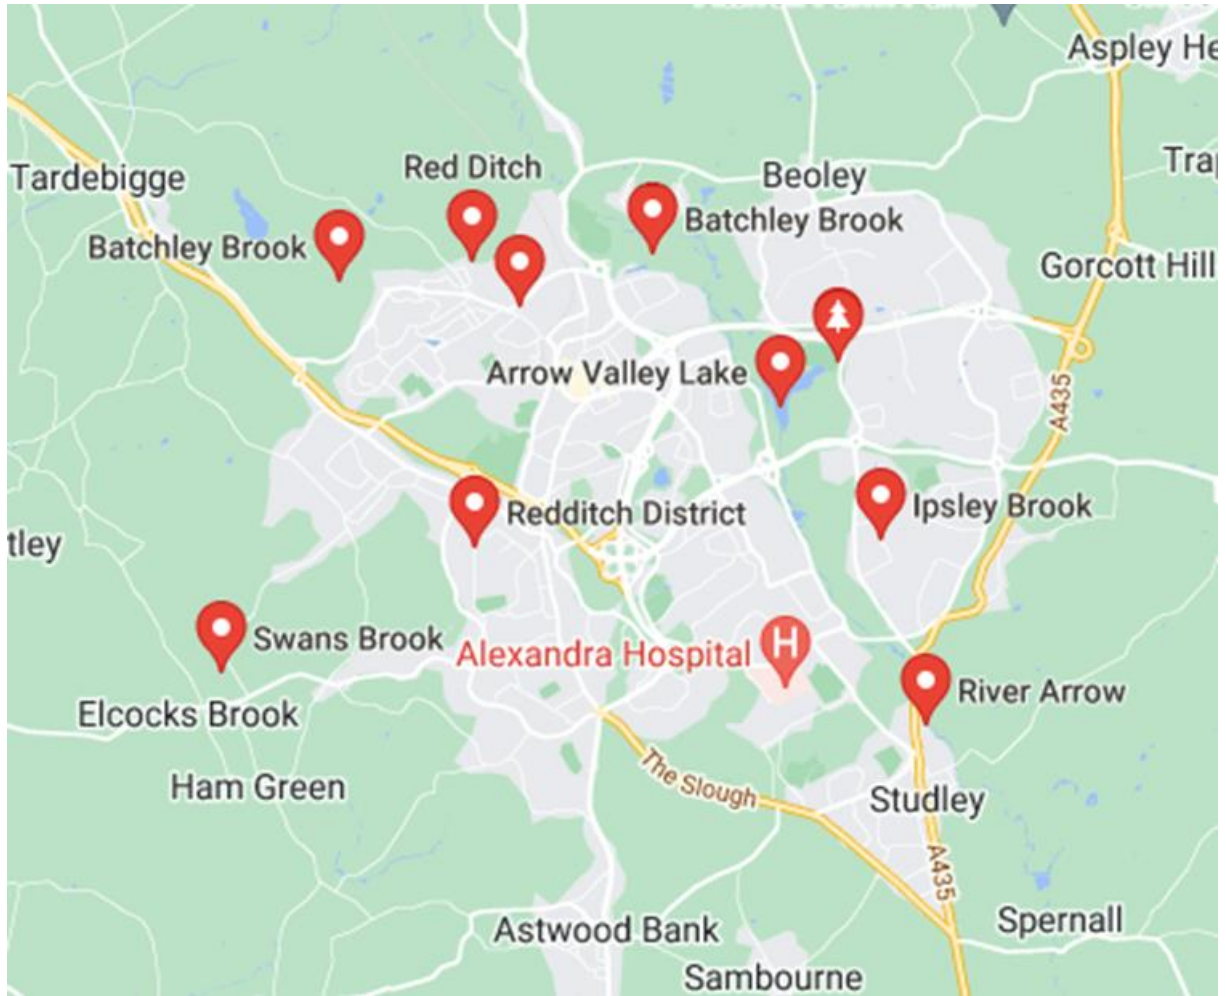 Aspley He
Tra
Tardebigge
Red Ditch
Beoley
Batchley Brook
Batchley Brook
Gorcott Hill
Arrow Valley Lake
A435
Redditch District
Ipsley Brook
tley
Swans Brook
Alexandra Hospital
H
River Arrow
Elcocks Brook
The Slough
Ham Green
Studley
A435
Astwood Bank
Spernall
Sambourne